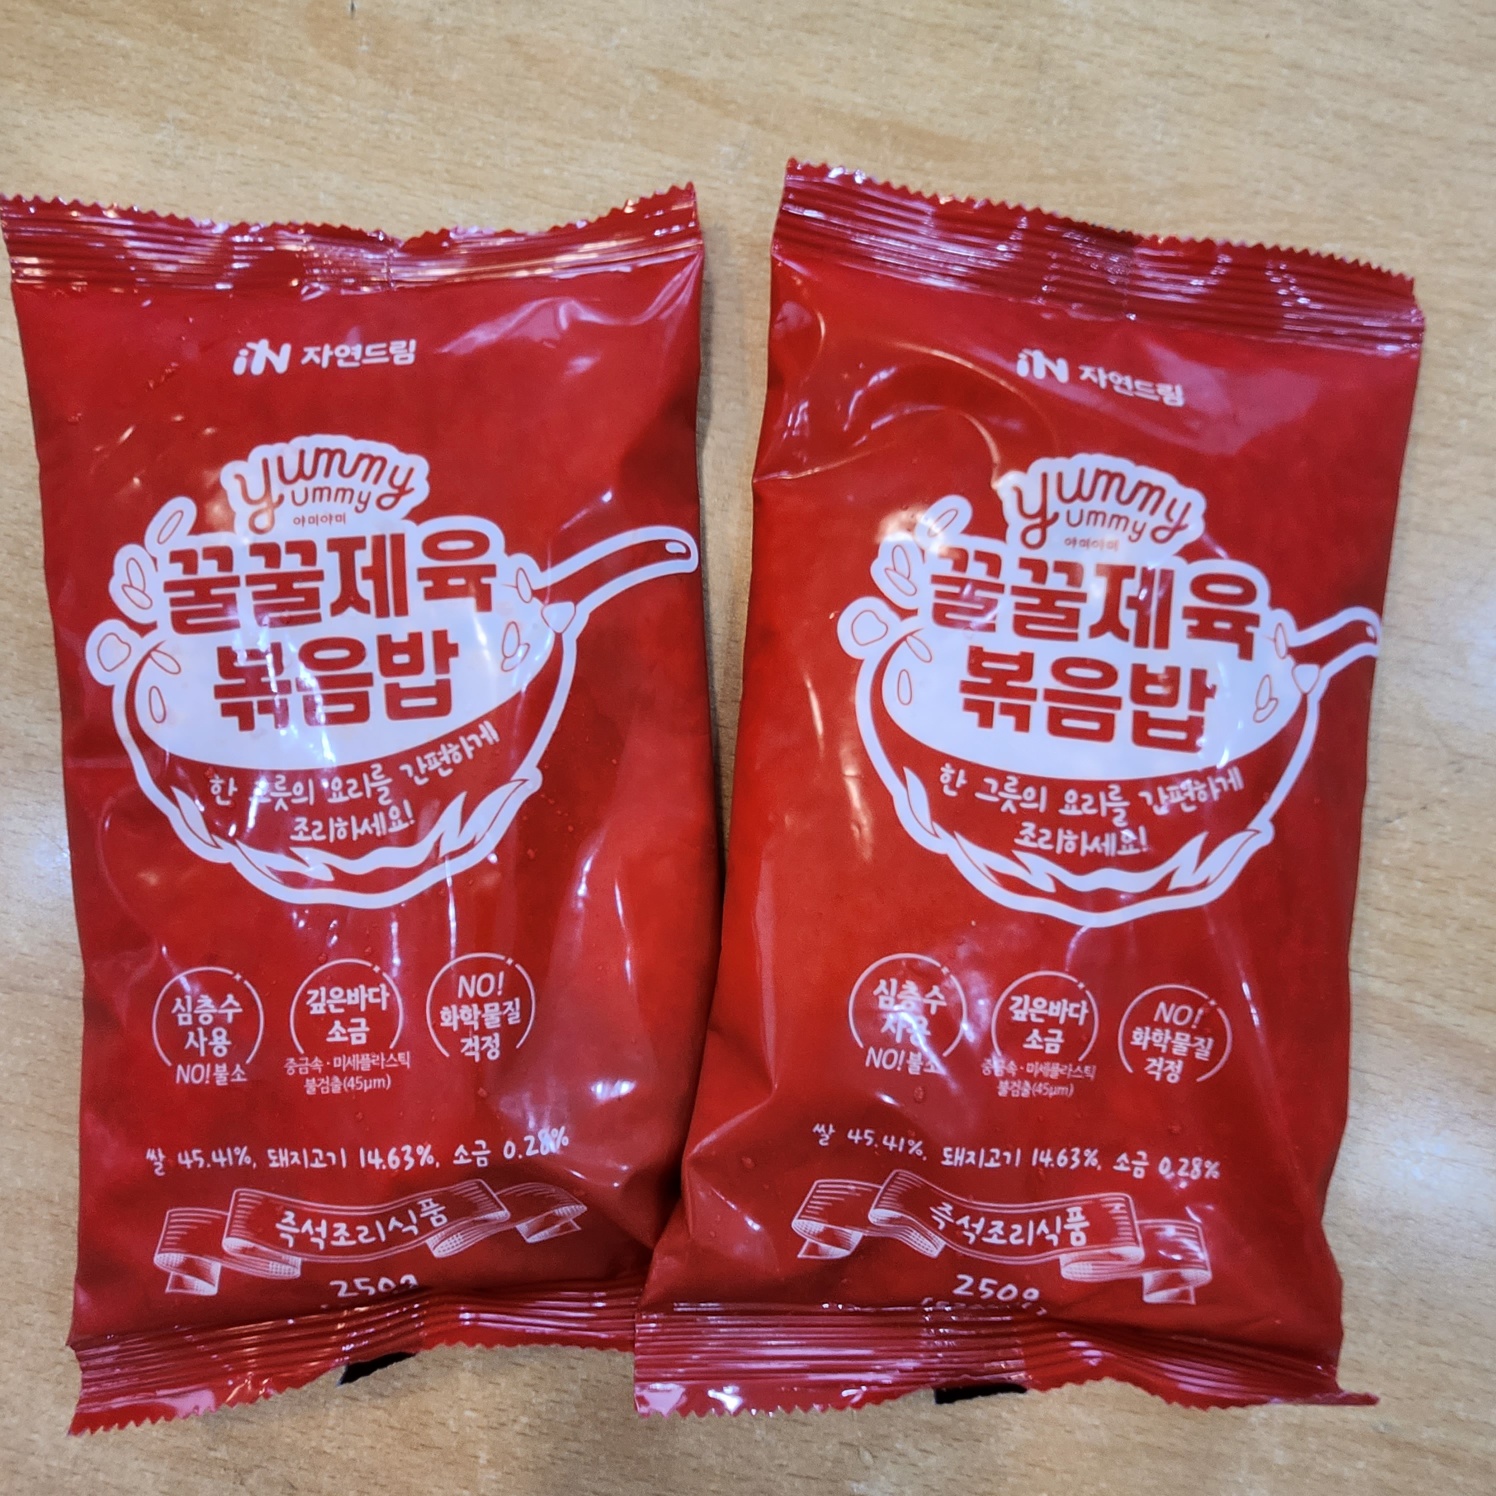 iN 자연드림
yummy
ummy
야미야미
꿀꿀제육
볶음밥
한 그릇의 요리를 간편하게
조리하세요!
심층수
사용
NO!불소
깊은바다
소금
중금속·미세플라스틱
불검출(45μm)
NO!
화학물질
걱정
쌀 45.41%, 돼지고기 14.63%, 소금 0.28%
즉석조리식품
250g
iN 자연드림
yummy
ummy
야미야미
꿀꿀제육
볶음밥
한 그릇의 요리를 간편하게
조리하세요!
심층수
사용
NO!불소
깊은바다
소금
중금속·미세플라스틱
불검출(45μm)
NO!
화학물질
걱정
쌀 45.41%, 돼지고기 14.63%, 소금 0.28%
즉석조리식품
250g